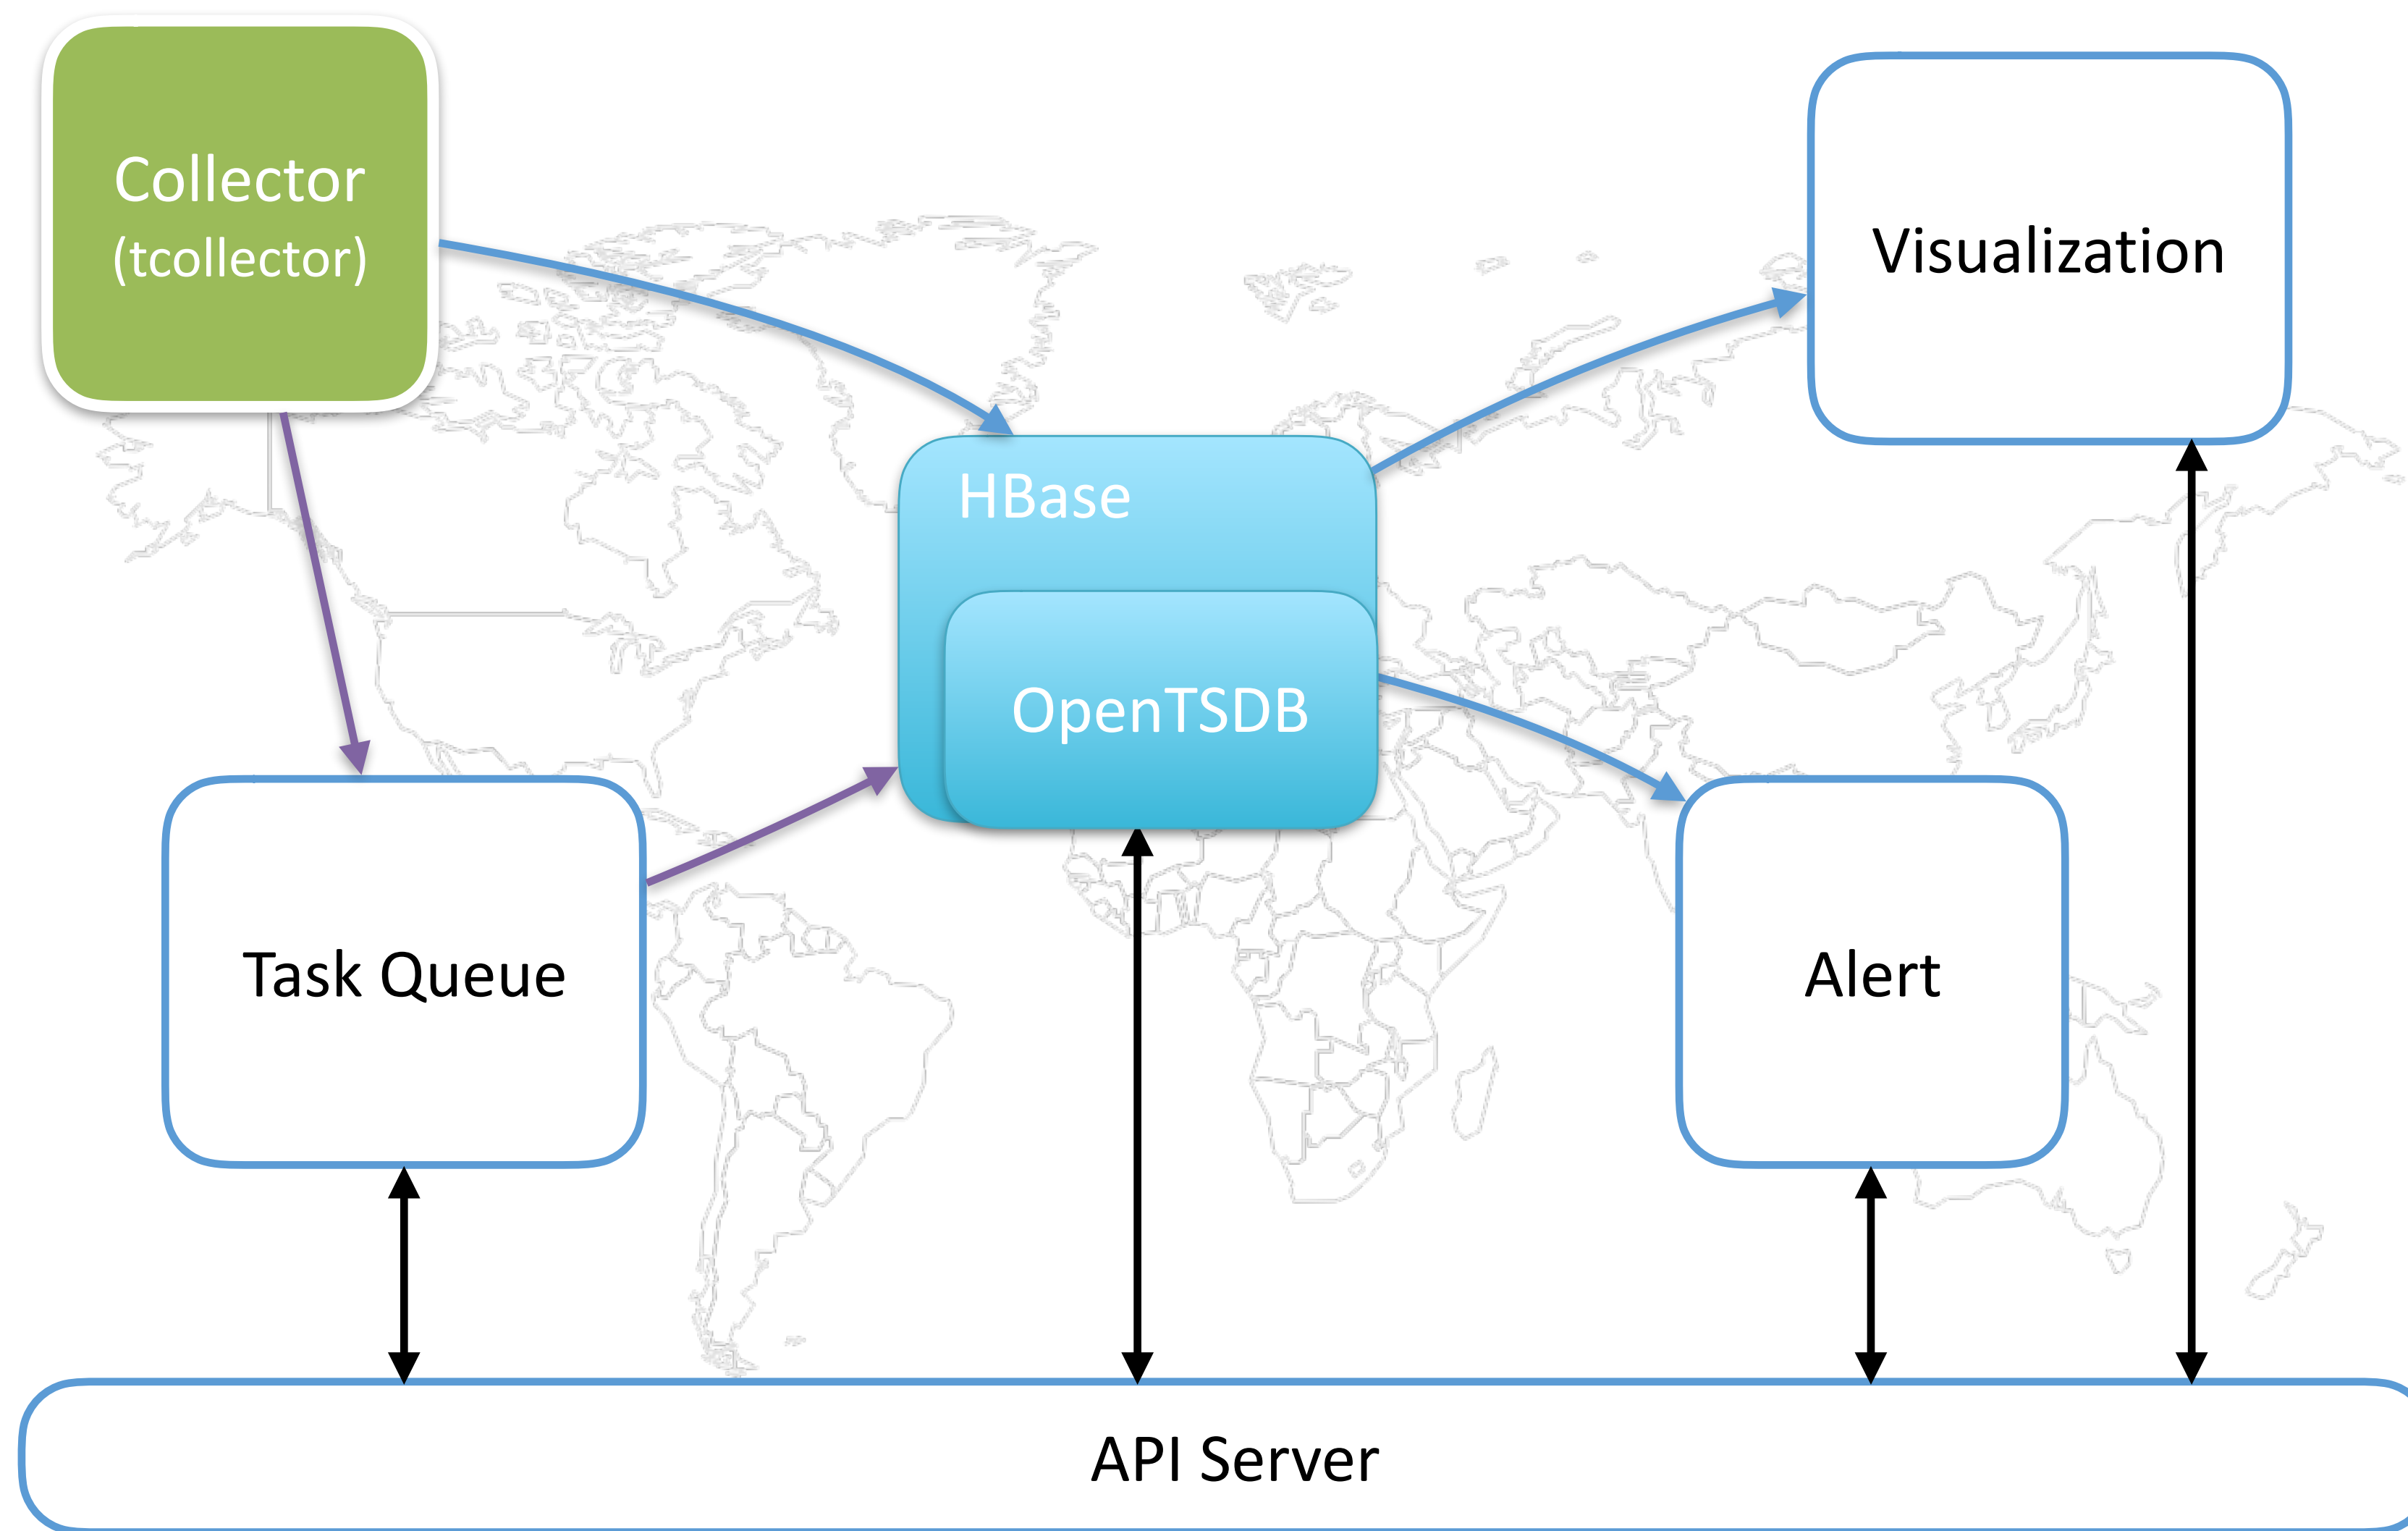 Collector
(tcollector)
Visualization
HBase
OpenTSDB
Task Queue
Alert
API Server